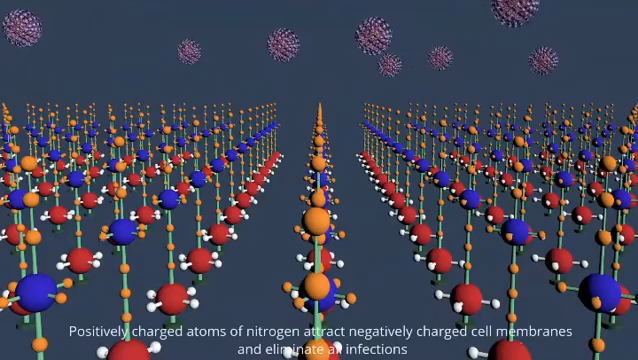 Positively charged atoms of nitrogen attract negatively charged cell membranes
and eliminate all infections